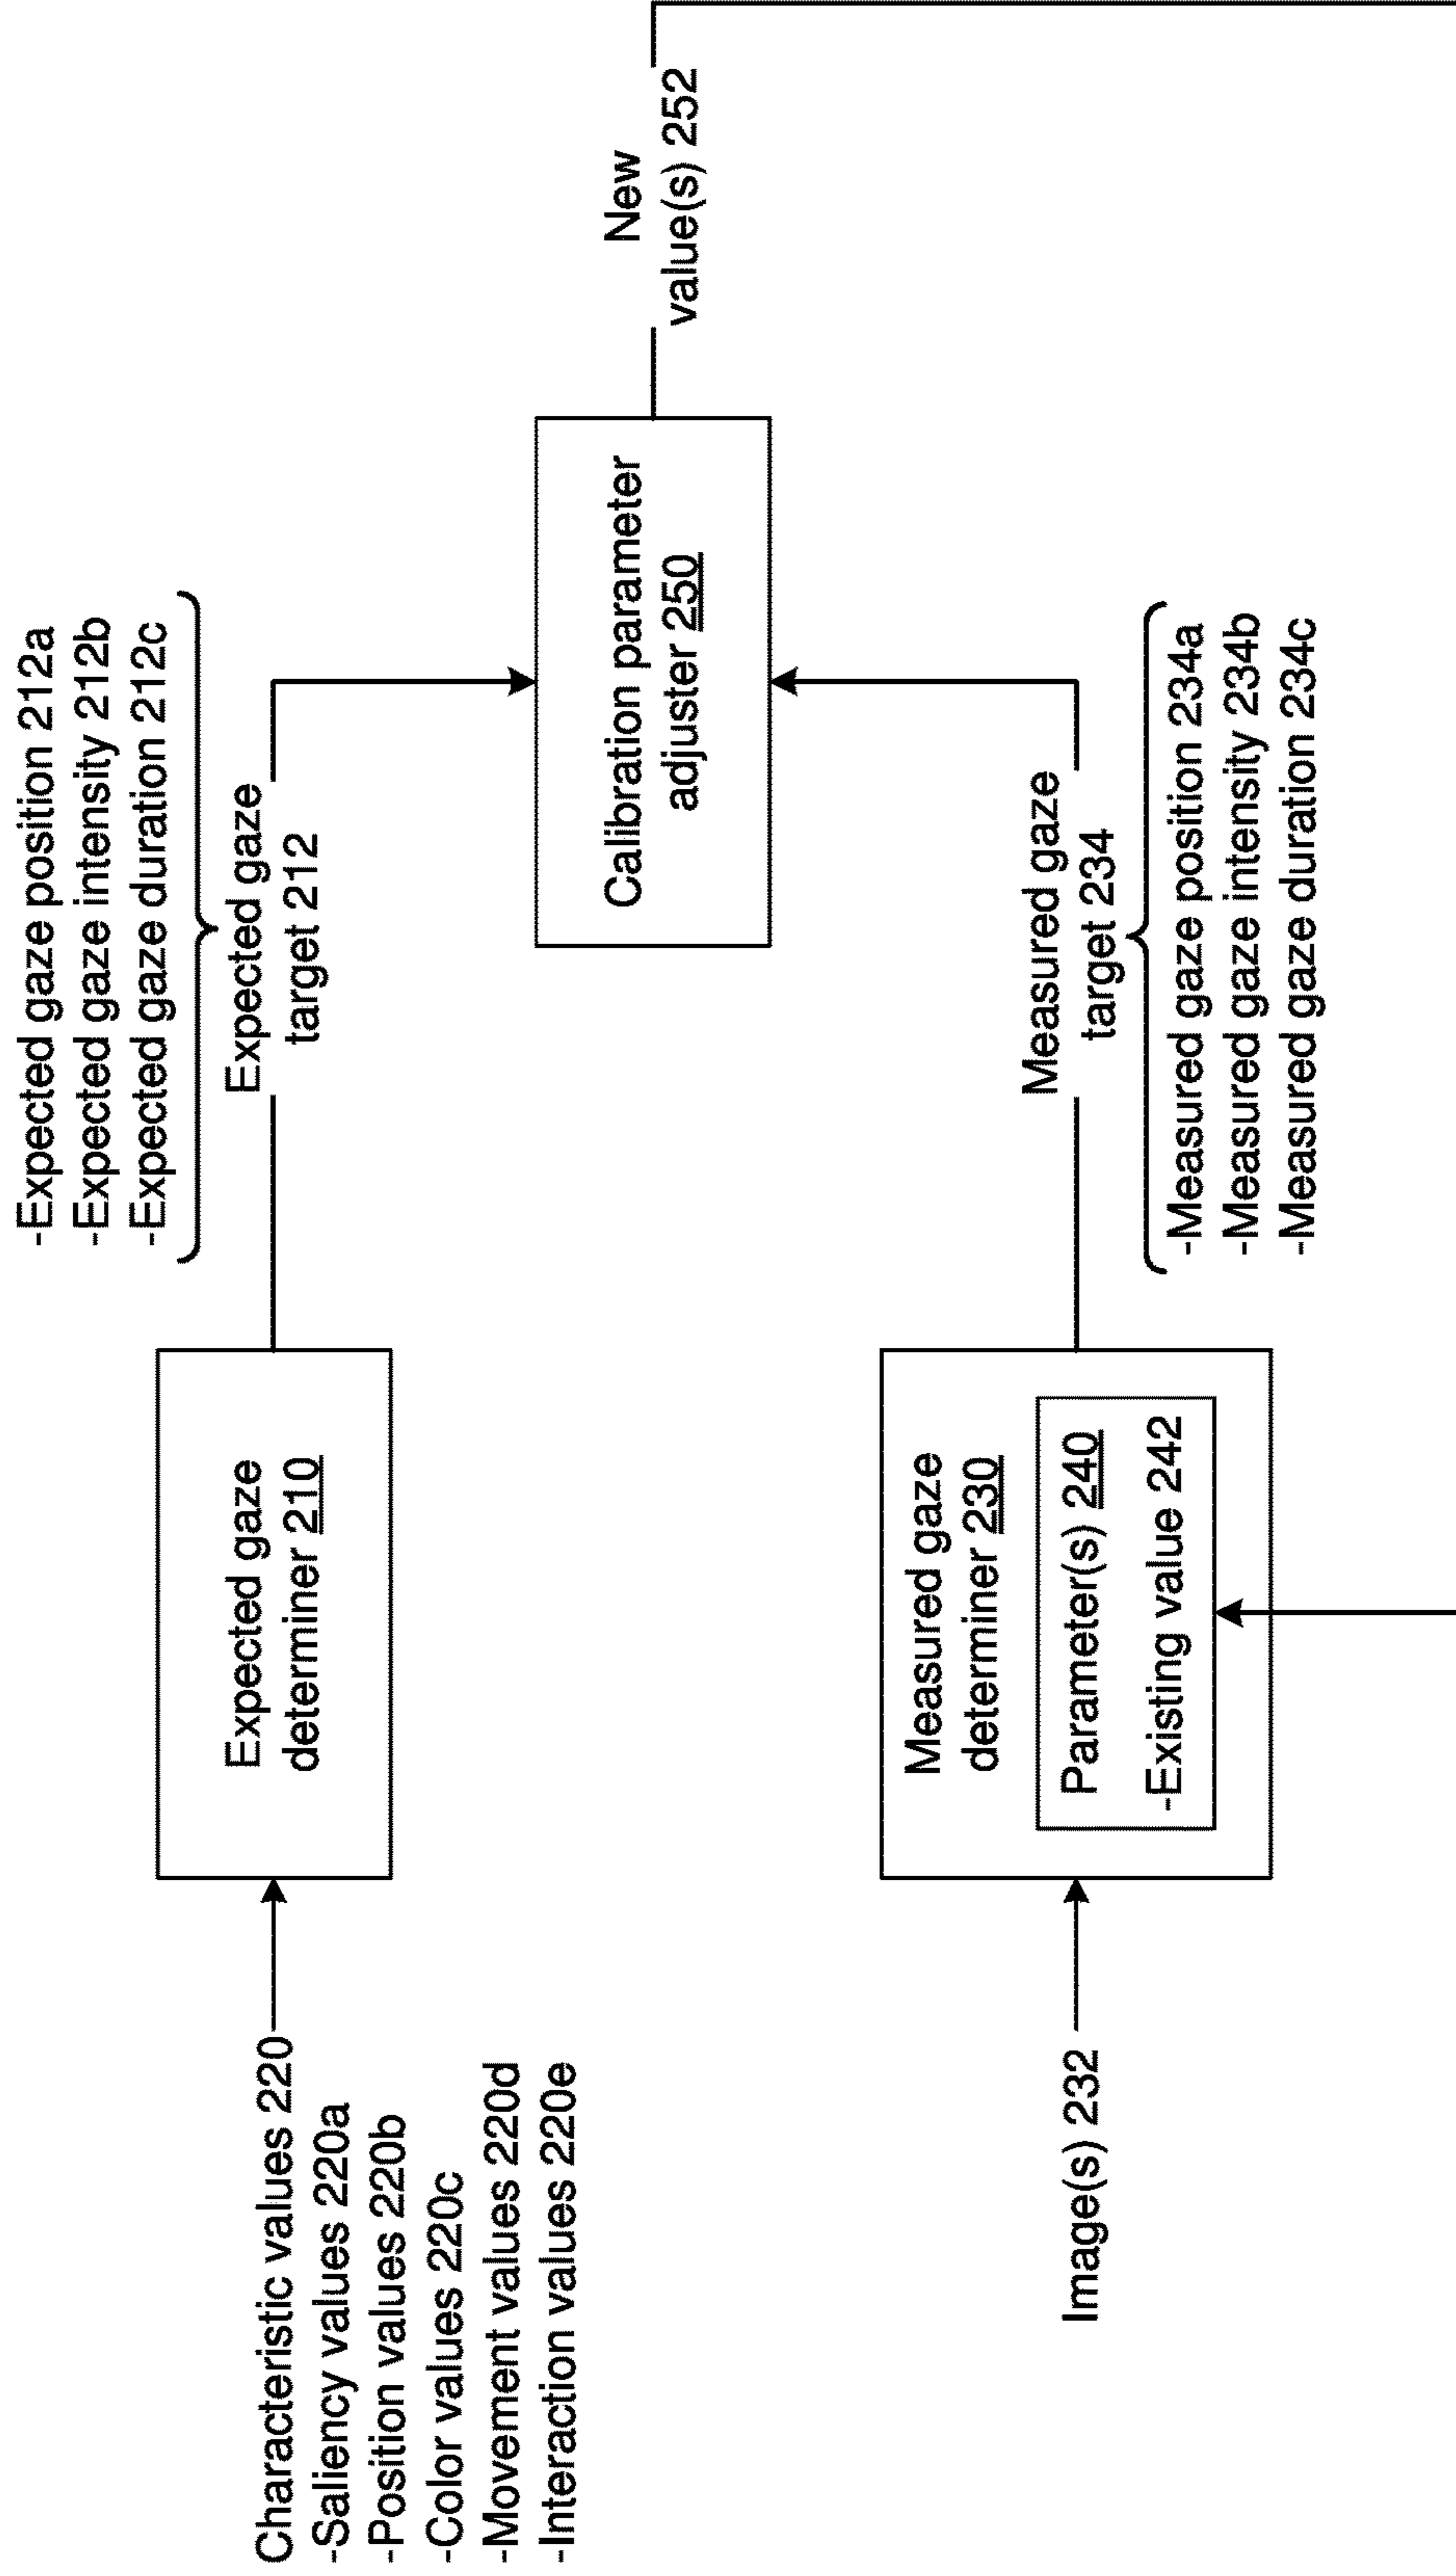 Characteristic values 220
-Saliency values 220a
-Position values 220b
-Color values 220c
-Movement values 220d
-Interaction values 220e
Expected gaze
determiner 210
-Expected gaze position 212a
-Expected gaze intensity 212b
-Expected gaze duration 212c
Expected gaze
target 212
Calibration parameter
adjuster 250
New
value(s) 252
Image(s) 232
Measured gaze
determiner 230
Parameter(s) 240
-Existing value 242
Measured gaze
target 234
-Measured gaze position 234a
-Measured gaze intensity 234b
-Measured gaze duration 234c